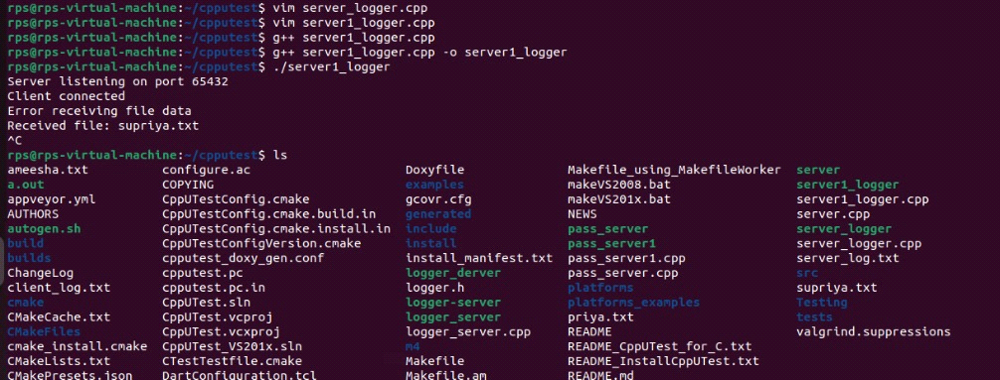 rps@rps-virtual-machine:~/cpputest$ vim server_logger.cpp
rps@rps-virtual-machine:~/cpputest$ vim server1_logger.cpp
rps@rps-virtual-machine:~/cpputest$ g++ server1_logger.cpp
rps@rps-virtual-machine:~/cpputest$ g++ server1_logger.cpp -o server1_logger
rps@rps-virtual-machine:~/cpputest$ ./server1_logger
Server listening on port 65432
Client connected
Error receiving file data
Received file: supriya.txt
^C
rps@rps-virtual-machine:~/cpputest$ ls
ameesha.txt configure.ac Doxyfile Makefile_using_MakefileWorker server
a.out COPYING examples makeVS2008.bat server1_logger
appveyor.yml CppUTestConfig.cmake gcovr.cfg makeVS201x.bat server1_logger.cpp
AUTHORS CppUTestConfig.cmake.build.in generated NEWS server.cpp
autogen.sh CppUTestConfig.cmake.install.in include pass_server server_logger
build CppUTestConfigVersion.cmake install pass_server1 server_logger.cpp
builds cpputest_doxy_gen.conf install_manifest.txt pass_server1.cpp server_log.txt
ChangeLog cpputest.pc logger_derver pass_server.cpp src
client_log.txt cpputest.pc.in logger.h platforms supriya.txt
cmake CppUTest.sln logger-server platforms_examples Testing
CMakeCache.txt CppUTest.vcproj logger_server priya.txt tests
CMakeFiles CppUTest.vcxproj logger_server.cpp README valgrind.suppressions
cmake_install.cmake CppUTest_VS201x.sln m4 README_CppUTest_for_C.txt
CMakeLists.txt CTestTestfile.cmake Makefile README_InstallCppUTest.txt
CMakePresets.json DartConfiguration.tcl Makefile.am README.md